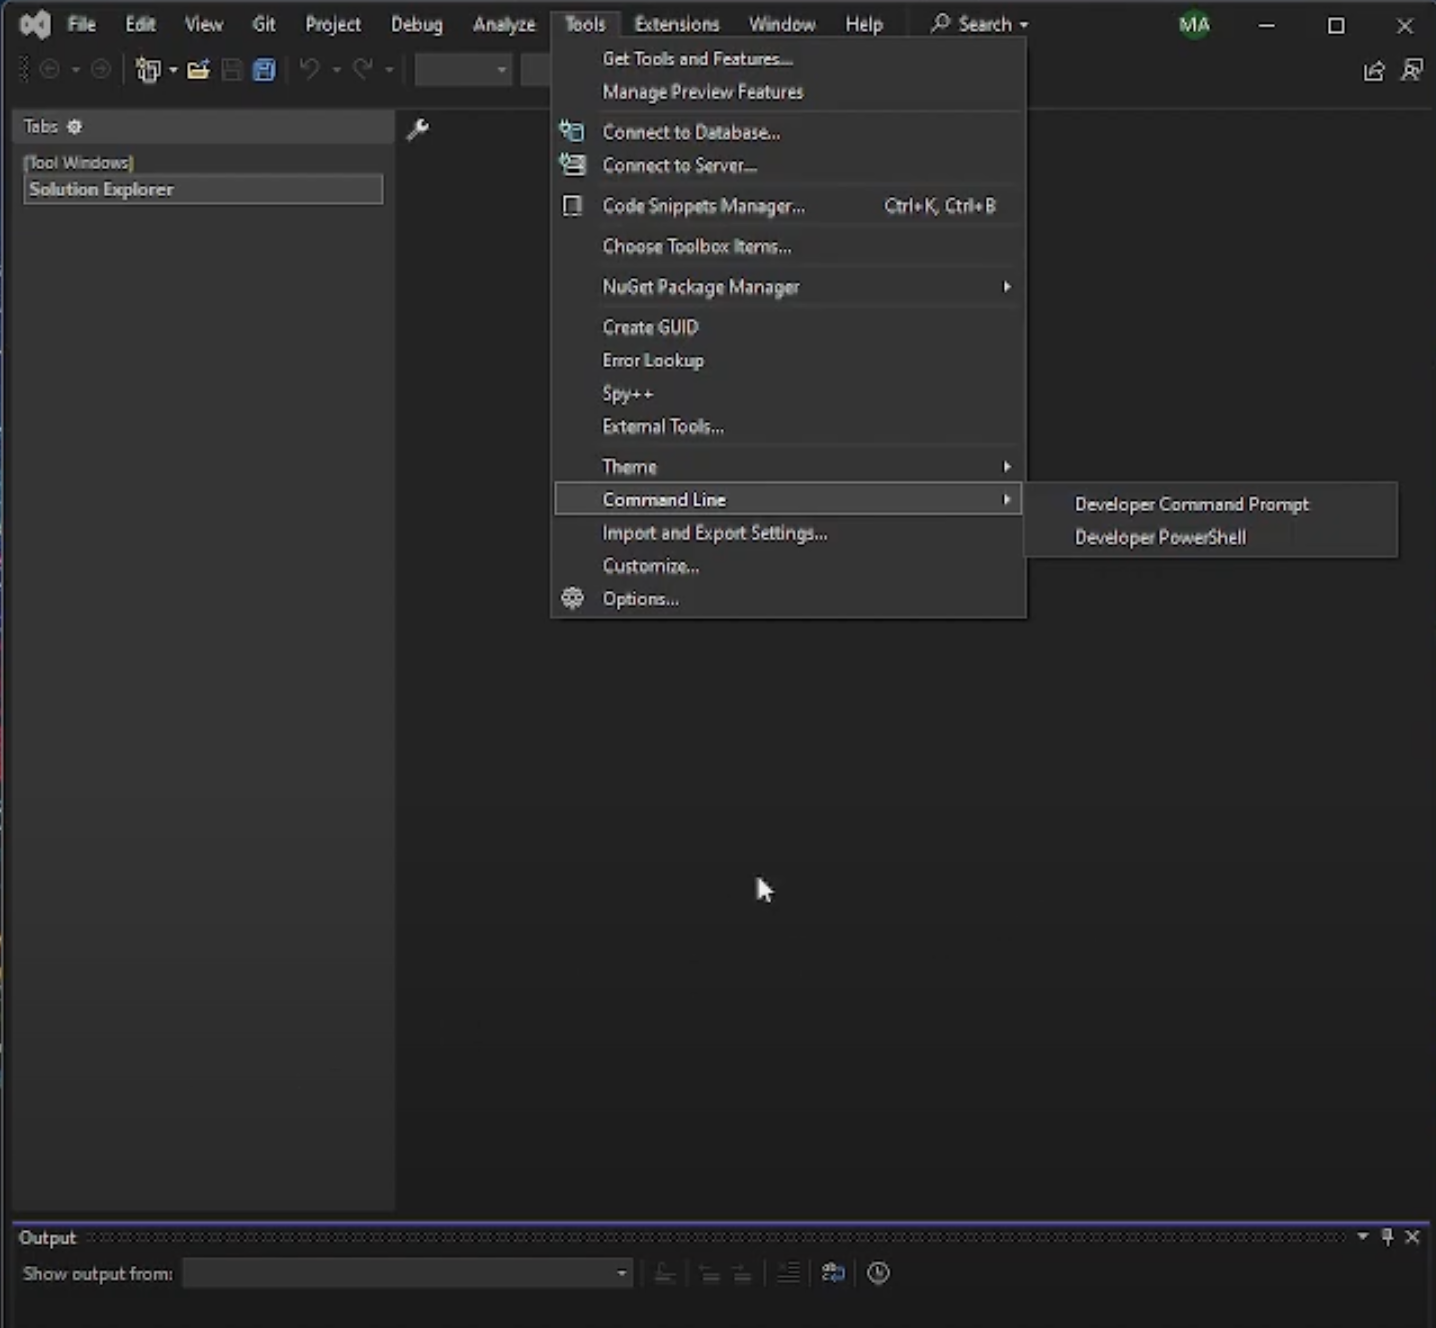 File Edit View Git Project Debug Analyze Tools Extensions Window Help Search MA
Get Tools and Features...
Manage Preview Features
Tabs
Connect to Database...
(Tool Windows)
Connect to Server...
Solution Explorer
Code Snippets Manager... Ctrl+K, Ctrl+B
Choose Toolbox Items...
NuGet Package Manager
Create GUID
Error Lookup
Spy++
External Tools...
Theme
Command Line
Developer Command Prompt
Import and Export Settings...
Developer PowerShell
Customize...
Options...
Output
Show output from: